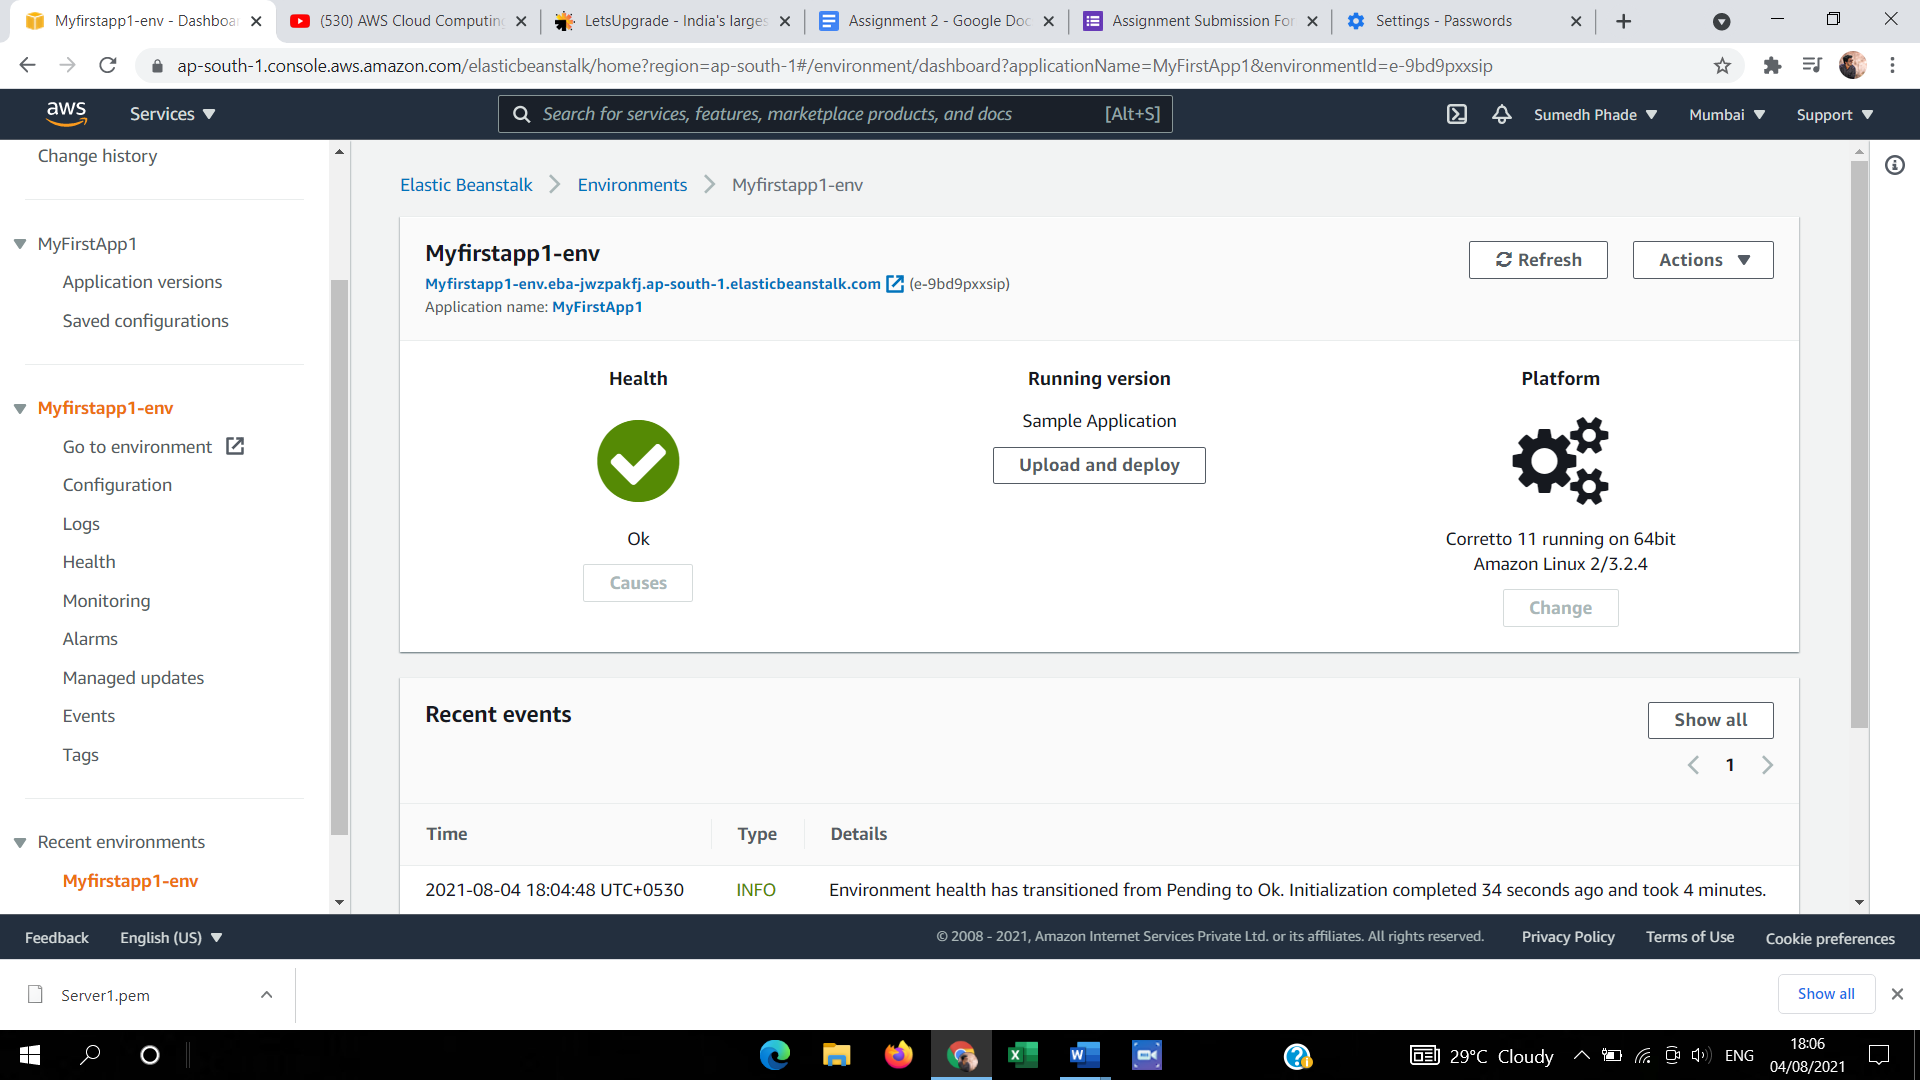 Myfirstapp1-env - Dashboa
(530) AWS Cloud Computin
LetsUpgrade - India's larges
Assignment 2 - Google Doc
Assignment Submission For
Settings - Passwords
ap-south-1.console.aws.amazon.com/elasticbeanstalk/home?region=ap-south-1#/environment/dashboard?applicationName=MyFirstApp1&environmentId=e-9bd9pxxsip
aws
Services
Search for services, features, marketplace products, and docs
[Alt+S]
Sumedh Phade
Mumbai
Support
Change history
MyFirstApp1
Application versions
Saved configurations
Myfirstapp1-env
Go to environment
Configuration
Logs
Health
Monitoring
Alarms
Managed updates
Events
Tags
Recent environments
Myfirstapp1-env
Elastic Beanstalk
Environments
Myfirstapp1-env
Myfirstapp1-env
Myfirstapp1-env.eba-jwzpakfj.ap-south-1.elasticbeanstalk.com (e-9bd9pxxsip)
Application name: MyFirstApp1
Refresh
Actions
Health
Ok
Causes
Running version
Sample Application
Upload and deploy
Platform
Corretto 11 running on 64bit
Amazon Linux 2/3.2.4
Change
Recent events
Show all
1
Time
Type
Details
2021-08-04 18:04:48 UTC+0530
INFO
Environment health has transitioned from Pending to Ok. Initialization completed 34 seconds ago and took 4 minutes.
Feedback
English (US)
© 2008 - 2021, Amazon Internet Services Private Ltd. or its affiliates. All rights reserved.
Privacy Policy
Terms of Use
Cookie preferences
Server1.pem
Show all
29°C Cloudy
ENG
18:06
04/08/2021